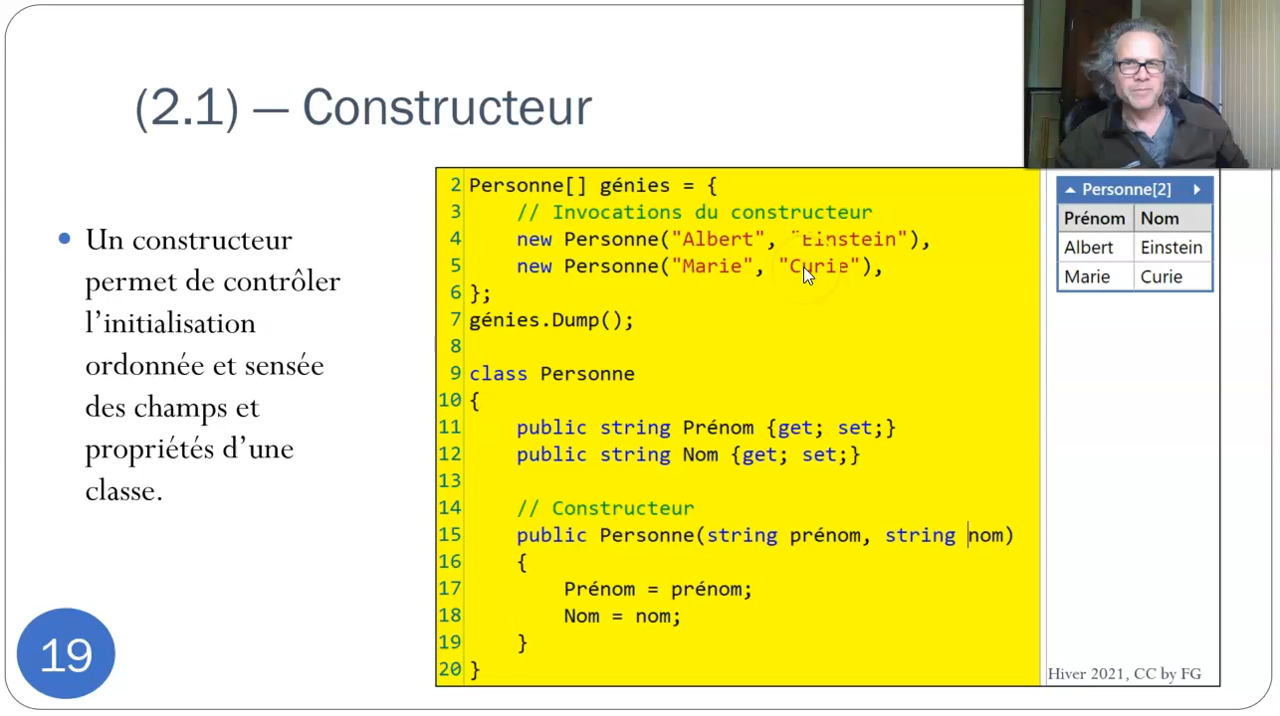 (2.1) — Constructeur
• Un constructeur
permet de contrôler
l’initialisation
ordonnée et sensée
des champs et
propriétés d’une
classe.
2 Personne[] génies = {
3     // Invocations du constructeur
4     new Personne("Albert", "Einstein"),
5     new Personne("Marie", "Curie"),
6 };
7 génies.Dump();
8
9 class Personne
10 {
11     public string Prénom {get; set;}
12     public string Nom {get; set;}
13
14     // Constructeur
15     public Personne(string prénom, string nom)
16     {
17         Prénom = prénom;
18         Nom = nom;
19     }
20 }
Personne[2]
Prénom Nom
Albert Einstein
Marie Curie
19
Hiver 2021, CC by FG